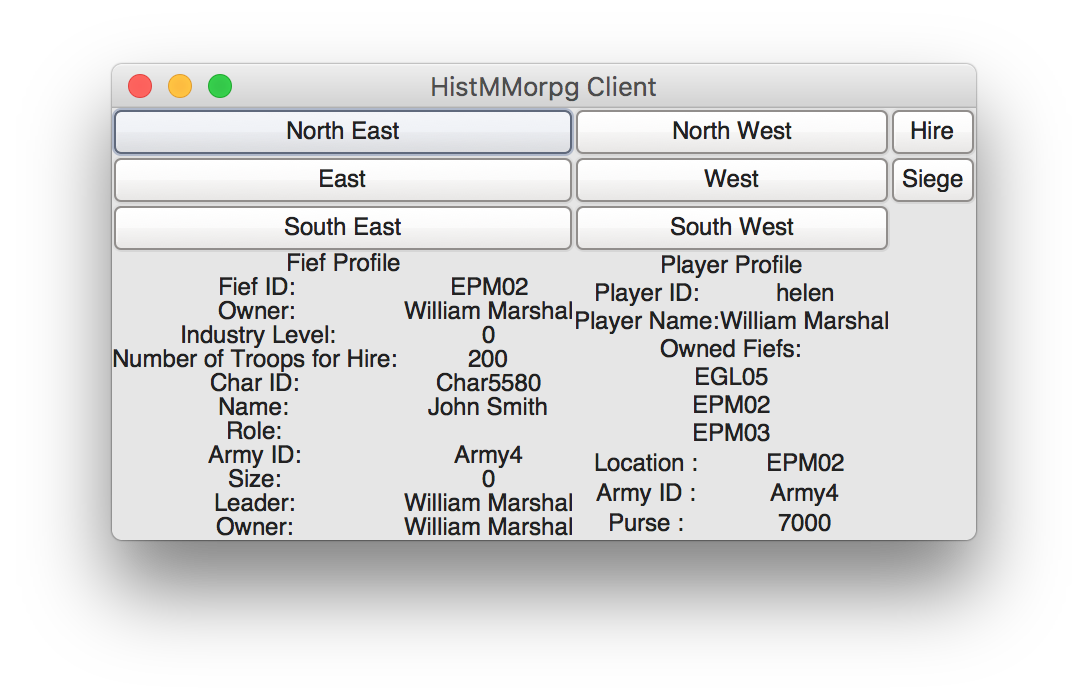 HistMMorpg Client
North East
North West
Hire
East
West
Siege
South East
South West
Fief Profile
Fief ID: EPM02
Owner: William Marshal
Industry Level: 0
Number of Troops for Hire: 200
Char ID: Char5580
Name: John Smith
Role:
Army ID: Army4
Size: 0
Leader: William Marshal
Owner: William Marshal
Player Profile
Player ID: helen
Player Name:William Marshal
Owned Fiefs:
EGL05
EPM02
EPM03
Location : EPM02
Army ID : Army4
Purse : 7000